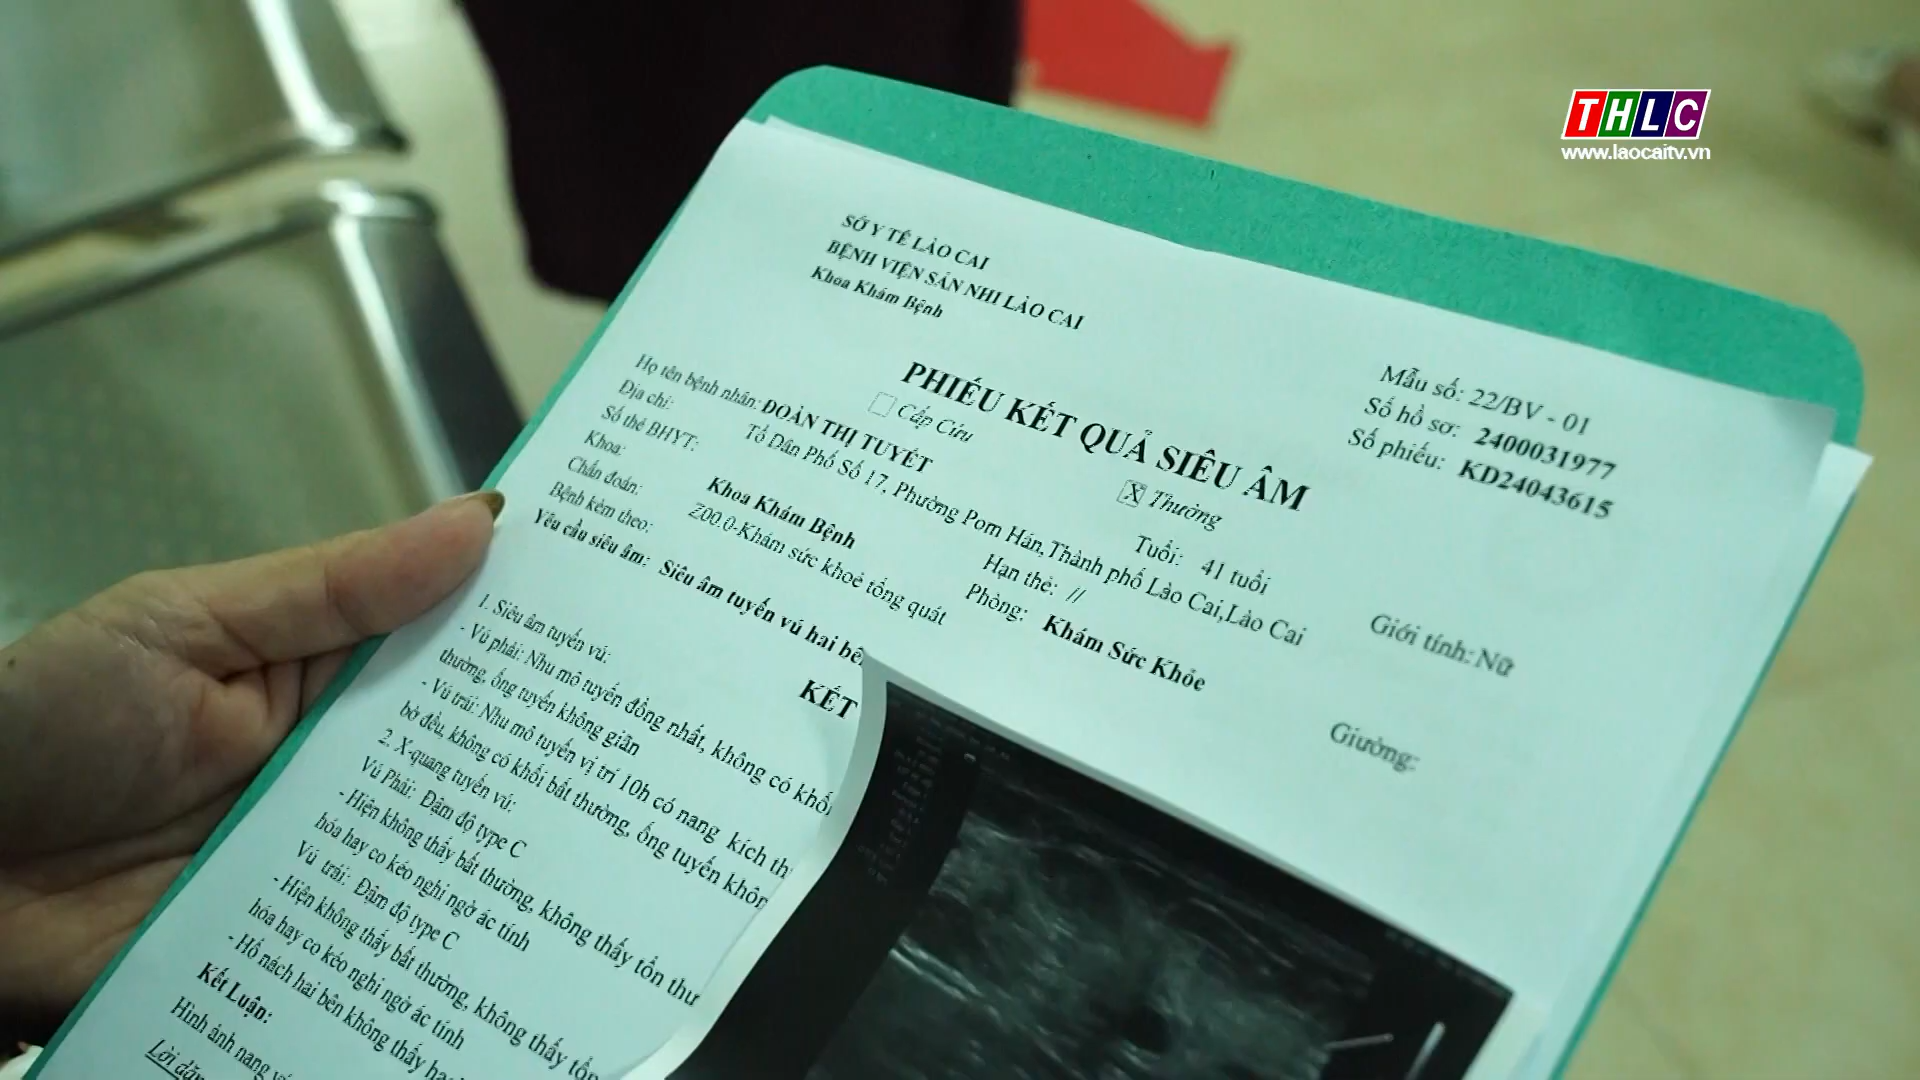 THLC
www.laocaitv.vn
SỞ Y TẾ LÀO CAI
BỆNH VIỆN SẢN NHI LÀO CAI
Khoa Khám Bệnh
Mẫu số: 22/BV - 01
Số hồ sơ: 2400031977
Số phiếu: KD24043615
PHIẾU KẾT QUẢ SIÊU ÂM
Cấp Cứu X Thường
Họ tên bệnh nhân: ĐOÀN THỊ TUYẾT Tuổi: 41 tuổi Giới tính: Nữ
Địa chỉ: Tổ Dân Phố Số 17, Phường Pom Hán,Thành phố Lào Cai,Lào Cai
Số thẻ BHYT: Hạn thẻ: //
Khoa: Khoa Khám Bệnh Phòng: Khám Sức Khỏe Giường:
Chẩn đoán: Z00.0-Khám sức khoẻ tổng quát
Bệnh kèm theo:
Yêu cầu siêu âm: Siêu âm tuyến vú hai bê
KẾT
1. Siêu âm tuyến vú:
- Vú phải: Nhu mô tuyến đồng nhất, không có khối
thường, ống tuyến không giãn
- Vú trái: Nhu mô tuyến vị trí 10h có nang kích th
bờ đều, không có khối bất thường, ống tuyến khôn
2. X-quang tuyến vú:
Vú Phải: Đậm độ type C
- Hiện không thấy bất thường, không thấy tổn thư
hóa hay co kéo nghi ngờ ác tính
Vú trái: Đậm độ type C
- Hiện không thấy bất thường, không thấy tổn
hóa hay co kéo nghi ngờ ác tính
- Hố nách hai bên không thấy hạ
Kết Luận:
Hình ảnh nang
Lời dặ